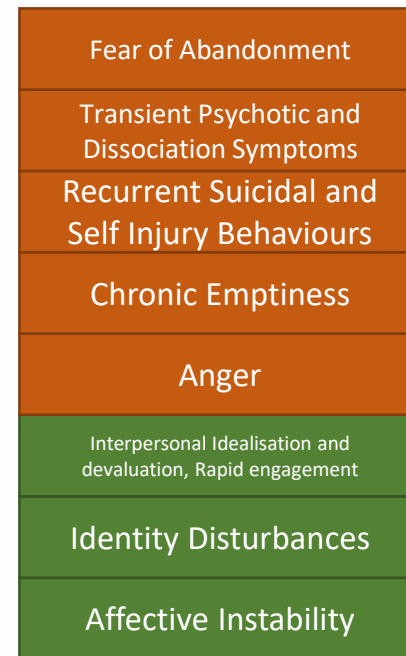 Fear of Abandonment
Transient Psychotic and
Dissociation Symptoms
Recurrent Suicidal and
Self Injury Behaviours
Chronic Emptiness
Anger
Interpersonal Idealisation and
devaluation, Rapid engagement
Identity Disturbances
Affective Instability